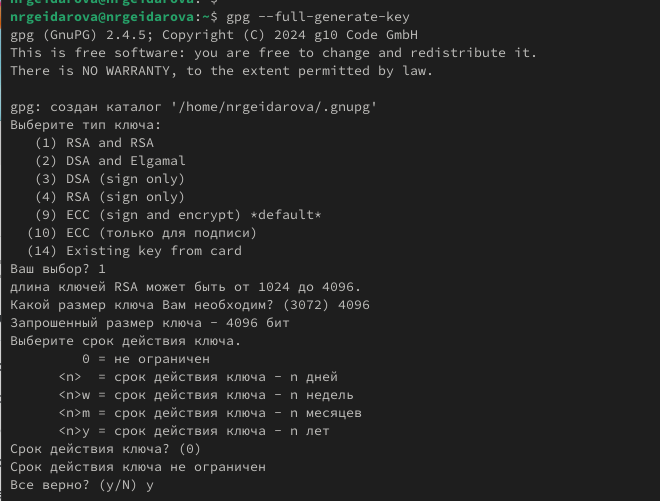 nrgeidarova@nrgeidarova:~$
nrgeidarova@nrgeidarova:~$ gpg --full-generate-key
gpg (GnuPG) 2.4.5; Copyright (C) 2024 g10 Code GmbH
This is free software: you are free to change and redistribute it.
There is NO WARRANTY, to the extent permitted by law.
gpg: создан каталог '/home/nrgeidarova/.gnupg'
Выберите тип ключа:
(1) RSA and RSA
(2) DSA and Elgamal
(3) DSA (sign only)
(4) RSA (sign only)
(9) ECC (sign and encrypt) *default*
(10) ECC (только для подписи)
(14) Existing key from card
Ваш выбор? 1
длина ключей RSA может быть от 1024 до 4096.
Какой размер ключа Вам необходим? (3072) 4096
Запрошенный размер ключа - 4096 бит
Выберите срок действия ключа.
0 = не ограничен
<n>  = срок действия ключа - n дней
<n>w = срок действия ключа - n недель
<n>m = срок действия ключа - n месяцев
<n>y = срок действия ключа - n лет
Срок действия ключа? (0)
Срок действия ключа не ограничен
Все верно? (y/N) y